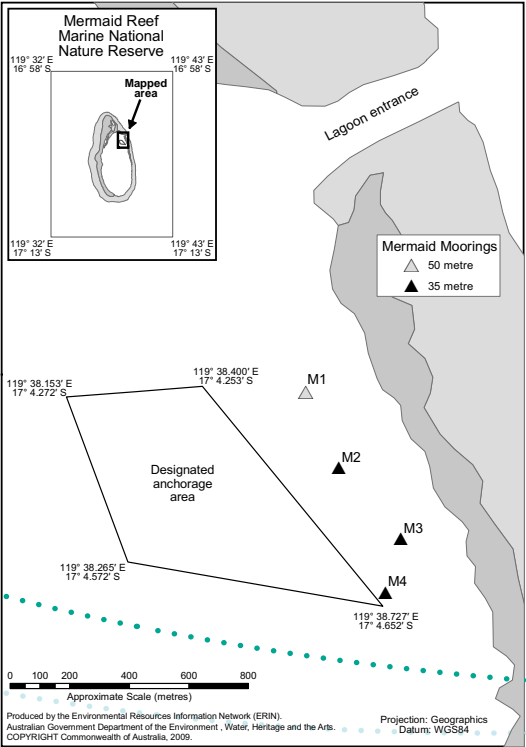 Mermaid Reef
Marine National
Nature Reserve
119° 32' E
16° 58' S
119° 43' E
16° 58' S
Mapped
area
119° 32' E
17° 13' S
119° 43' E
17° 13' S
Lagoon entrance
Mermaid Moorings
50 metre
35 metre
119° 38.153' E
17° 4.272' S
119° 38.400' E
17° 4.253' S
M1
M2
Designated
anchorage
area
M3
119° 38.265' E
17° 4.572' S
M4
119° 38.727' E
17° 4.652' S
0 100 200 400 600 800
Approximate Scale (metres)
Produced by the Environmental Resources Information Network (ERIN).
Australian Government Department of the Environment , Water, Heritage and the Arts.
COPYRIGHT Commonwealth of Australia, 2009.
Projection: Geographics
Datum: WGS84